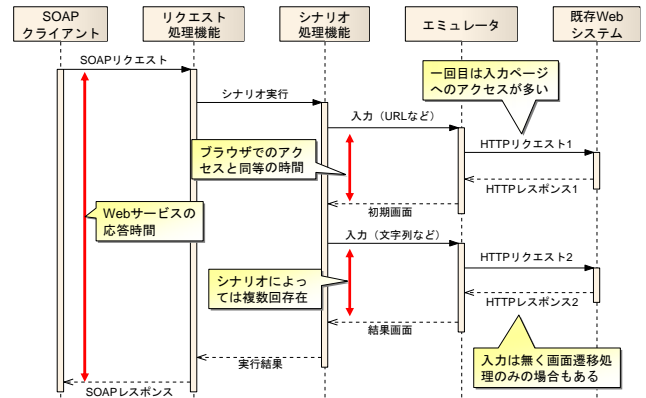 SOAP
クライアント
リクエスト
処理機能
シナリオ
処理機能
エミュレータ
既存Web
システム
SOAPリクエスト
一回目は入力ページ
へのアクセスが多い
シナリオ実行
入力（URLなど）
HTTPリクエスト1
ブラウザでのアク
セスと同等の時間
HTTPレスポンス1
初期画面
Webサービスの
応答時間
入力（文字列など）
HTTPリクエスト2
シナリオによっ
ては複数回存在
HTTPレスポンス2
結果画面
入力は無く画面遷移処
理のみの場合もある
実行結果
SOAPレスポンス